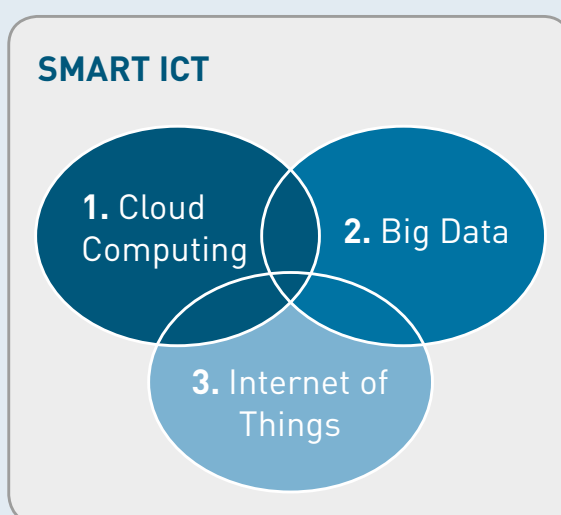 SMART ICT
1. Cloud
Computing
2. Big Data
3. Internet of
Things